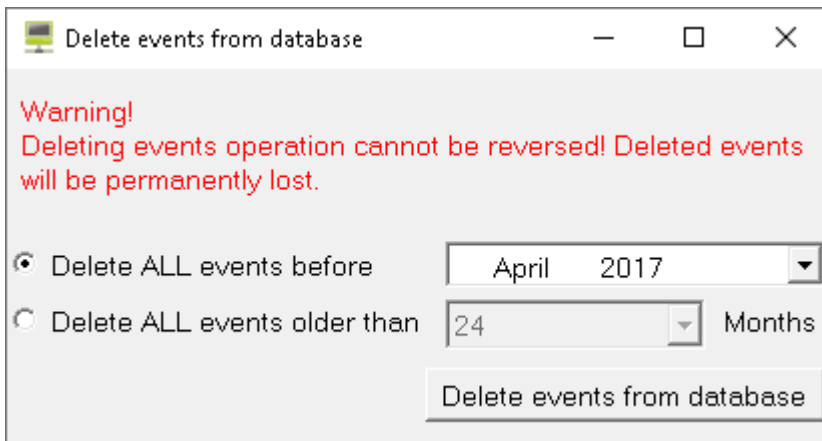 Delete events from database
Warning!
Deleting events operation cannot be reversed! Deleted events
will be permanently lost.
Delete ALL events before April 2017
Delete ALL events older than 24 Months
Delete events from database